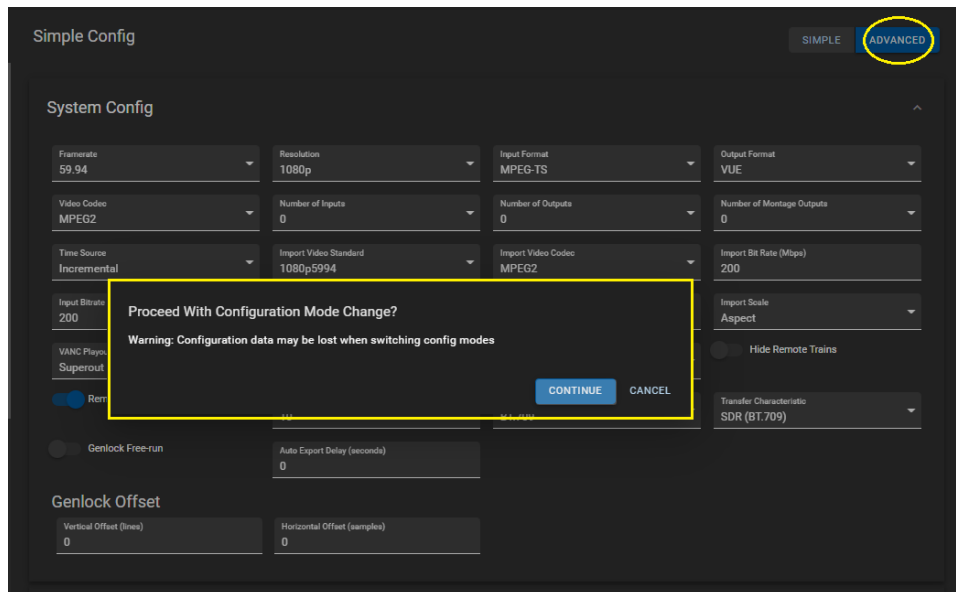 Simple Config
SIMPLE ADVANCED
System Config
Framerate Resolution Input Format Output Format
59.94 1080p MPEG-TS VUE
Video Codec Number of Inputs Number of Outputs Number of Montage Outputs
MPEG2 0 0 0
Time Source Import Video Standard Import Video Codec Import Bit Rate (Mbps)
Incremental 1080p5994 MPEG2 200
Input Bitrate Import Scale
200 Aspect
Proceed With Configuration Mode Change?
Warning: Configuration data may be lost when switching config modes
CONTINUE CANCEL
VANC Playou Hide Remote Trains
Superout
Rem Transfer Characteristic
SDR (BT.709)
Genlock Free-run Auto Export Delay (seconds)
0
Genlock Offset
Vertical Offset (lines) Horizontal Offset (samples)
0 0